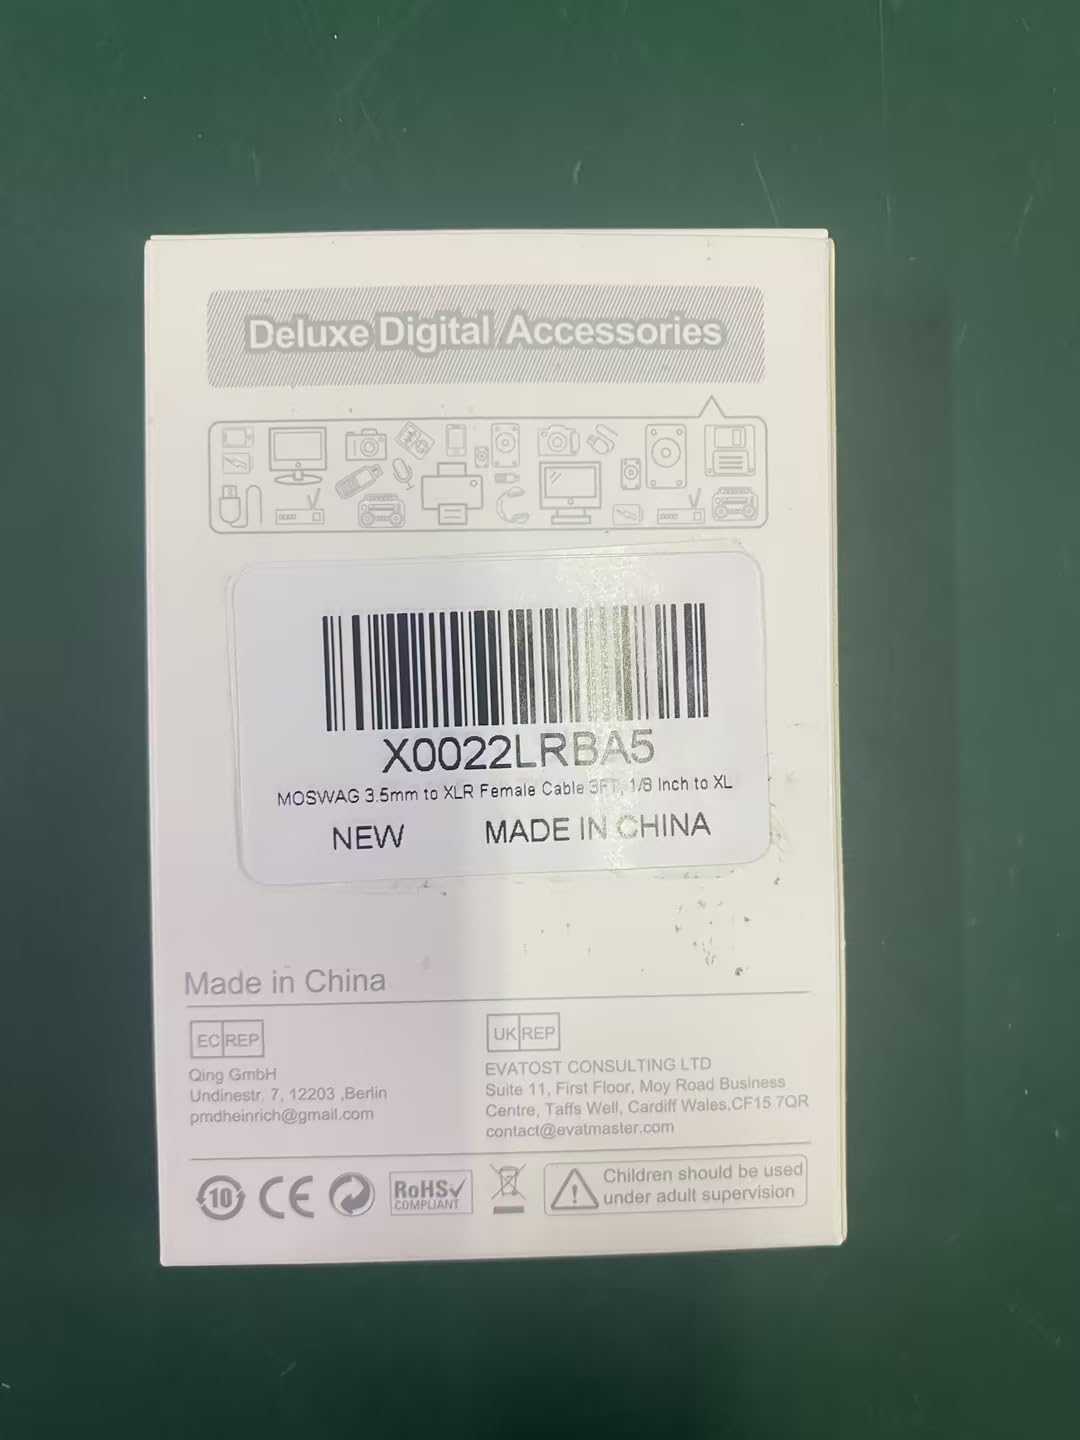 Deluxe Digital Accessories
X0022LRBA5
MOSWAG 3.5mm to XLR Female Cable 3FT, 1/8 Inch to XL
NEW MADE IN CHINA
Made in China
EC REP
Qing GmbH
Undinestr. 7, 12203 ,Berlin
pmdheinrich@gmail.com
UK REP
EVATOST CONSULTING LTD
Suite 11, First Floor, Moy Road Business
Centre, Taffs Well, Cardiff Wales,CF15 7QR
contact@evatmaster.com
10 CE RoHS
COMPLIANT
Children should be used
under adult supervision